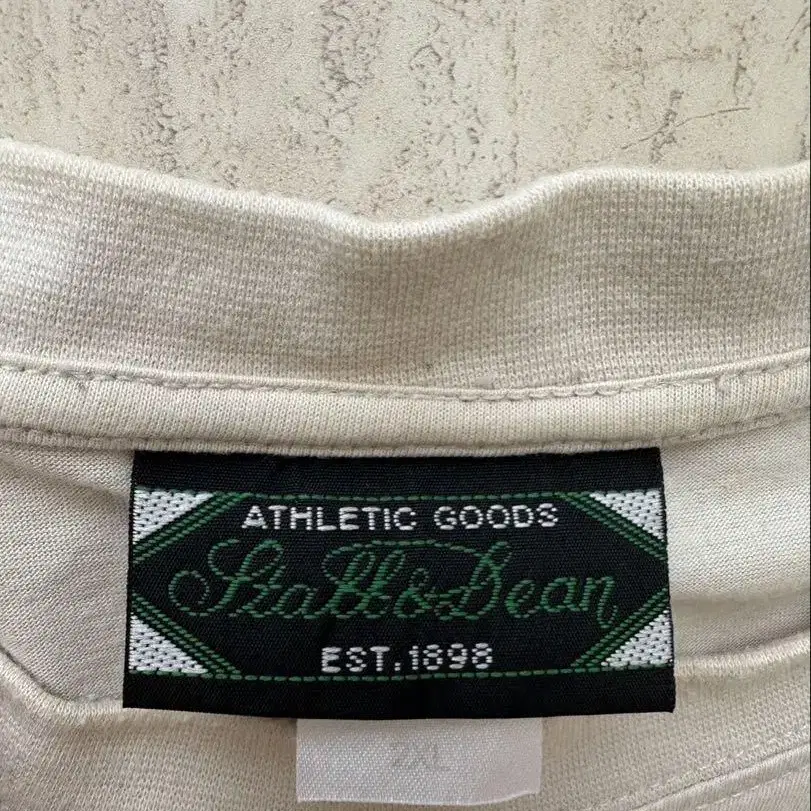 ATHLETIC GOODS
Stall & Dean
EST.1898
2XL